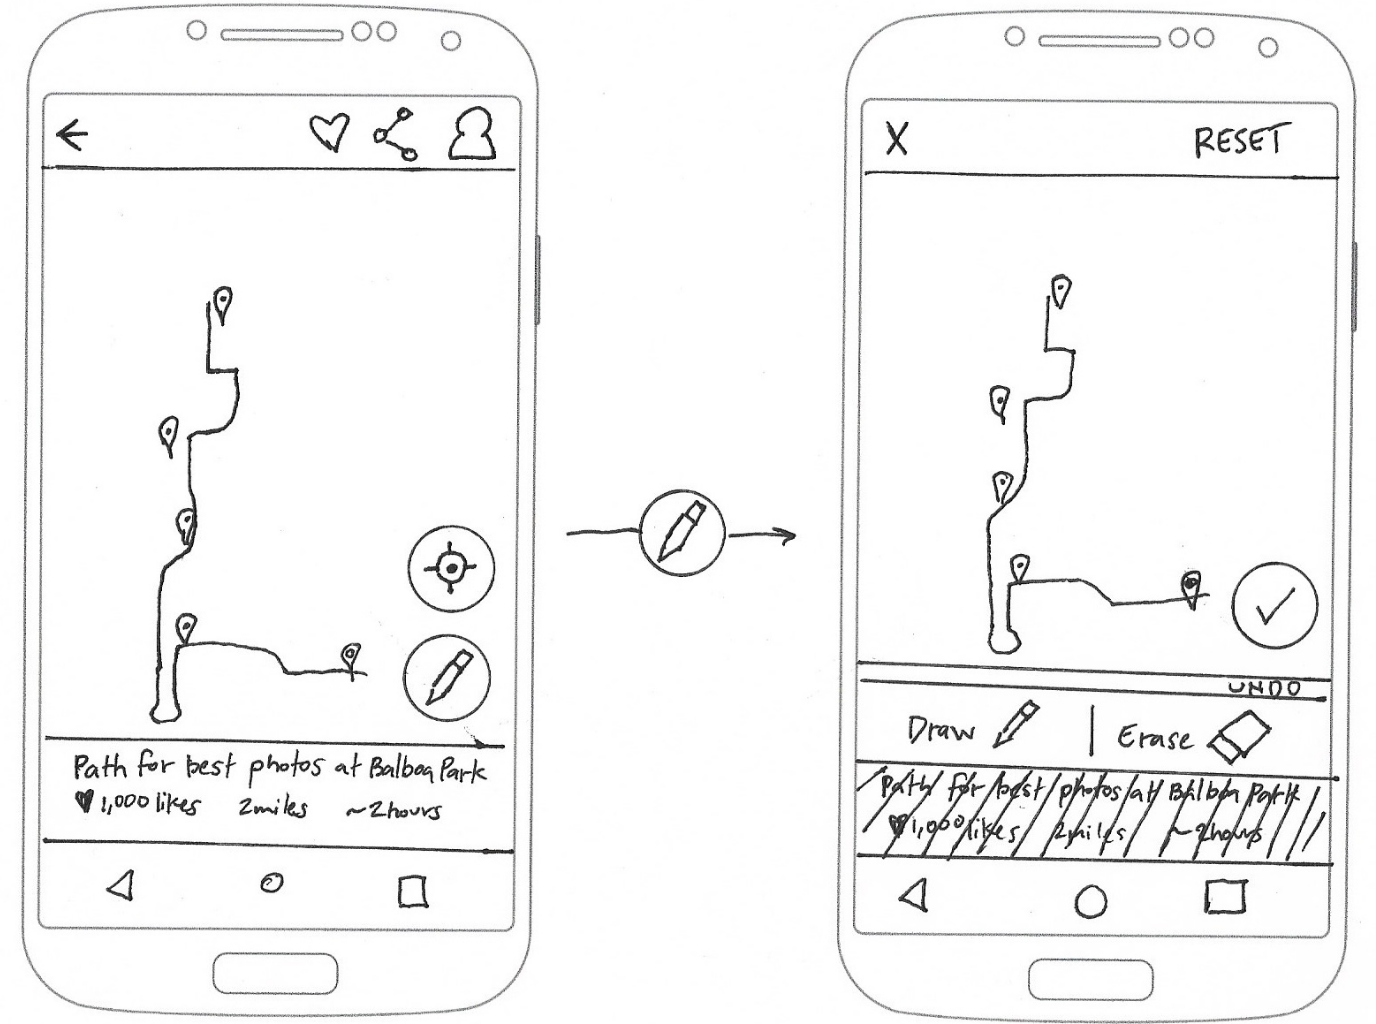 Path for best photos at Balboa Park
1,000 likes 2miles ~2hours
X RESET
UNDO
Draw Erase
Path for best photos at Balboa Park
1,000 likes 2miles ~2hours